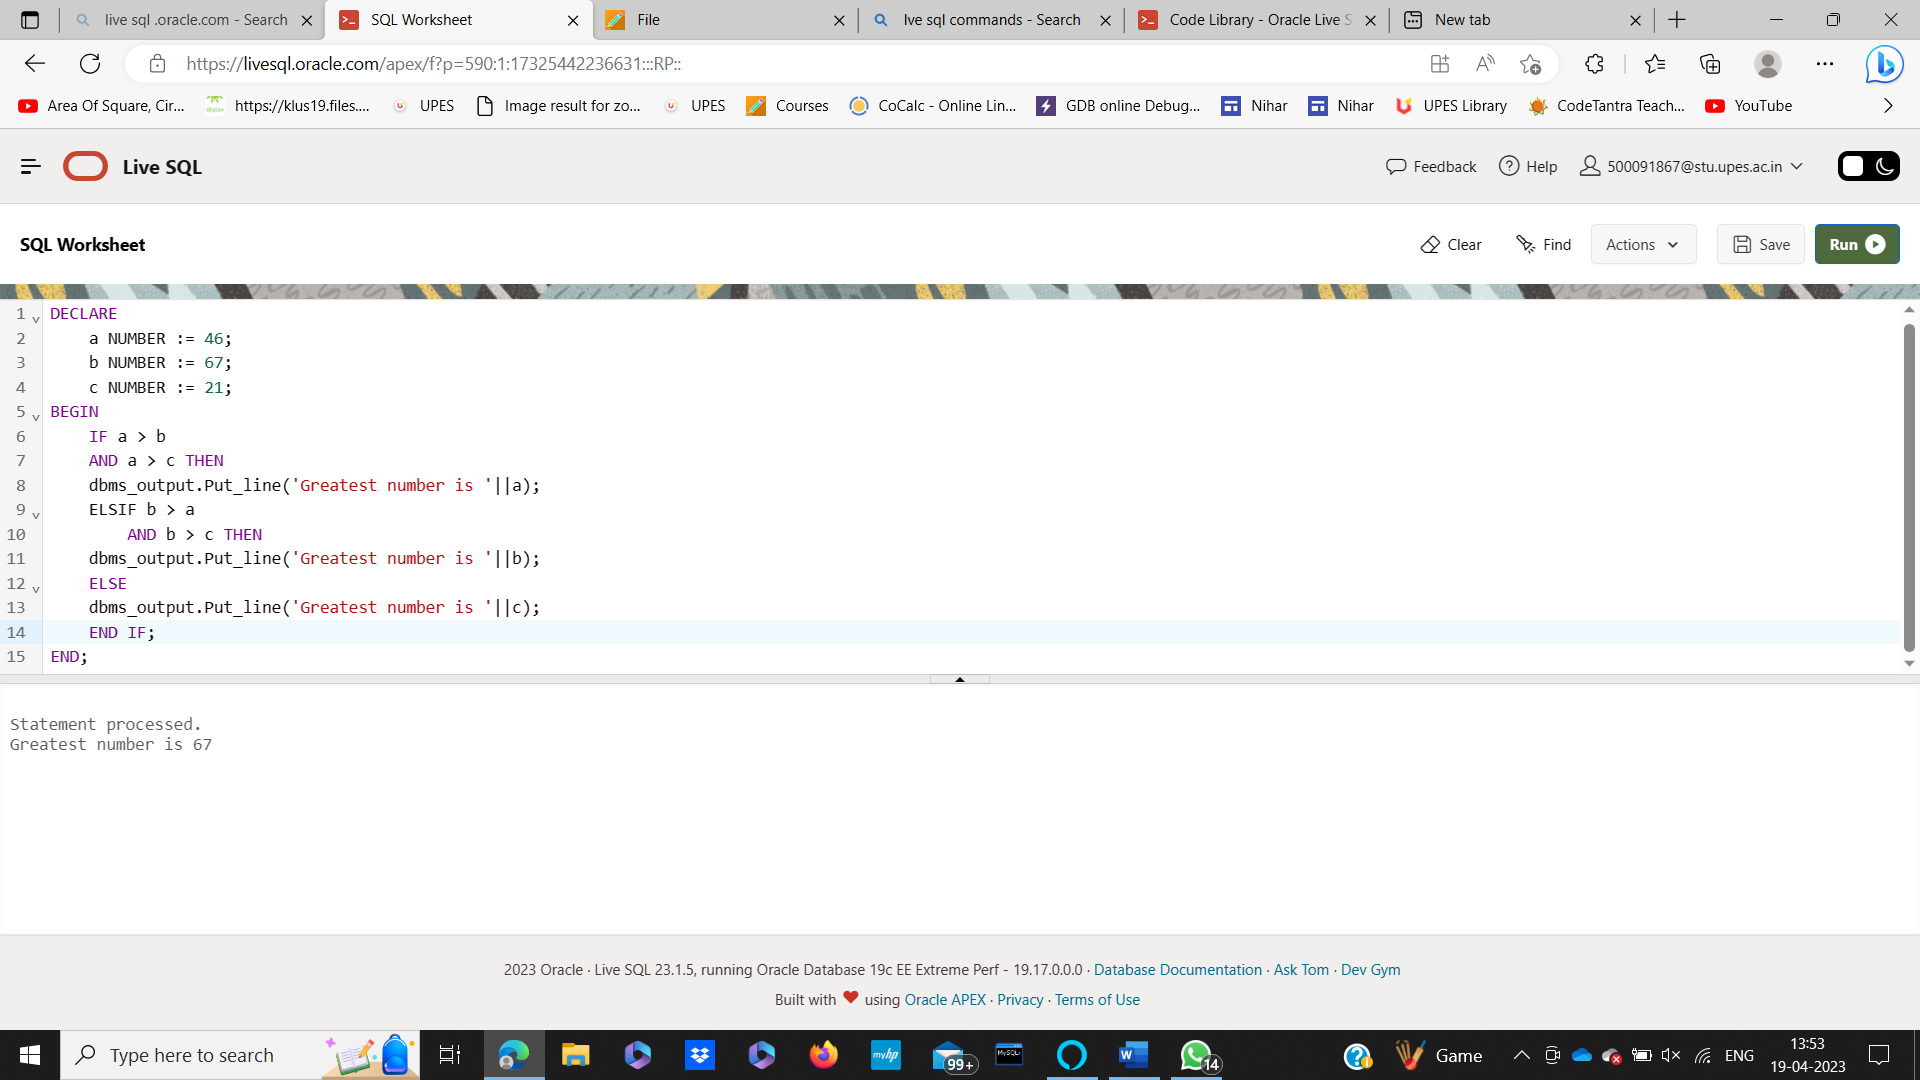 live sql .oracle.com - Search
SQL Worksheet
File
lve sql commands - Search
Code Library - Oracle Live S
New tab
https://livesql.oracle.com/apex/f?p=590:1:17325442236631:::RP::
Area Of Square, Cir...
https://klus19.files....
UPES
Image result for zo...
UPES
Courses
CoCalc - Online Lin...
GDB online Debug...
Nihar
Nihar
UPES Library
CodeTantra Teach...
YouTube
Live SQL
Feedback
Help
500091867@stu.upes.ac.in
SQL Worksheet
Clear
Find
Actions
Save
Run
1 DECLARE
2 a NUMBER := 46;
3 b NUMBER := 67;
4 c NUMBER := 21;
5 BEGIN
6 IF a > b
7 AND a > c THEN
8 dbms_output.Put_line('Greatest number is '||a);
9 ELSIF b > a
10 AND b > c THEN
11 dbms_output.Put_line('Greatest number is '||b);
12 ELSE
13 dbms_output.Put_line('Greatest number is '||c);
14 END IF;
15 END;
Statement processed.
Greatest number is 67
2023 Oracle · Live SQL 23.1.5, running Oracle Database 19c EE Extreme Perf - 19.17.0.0.0 · Database Documentation · Ask Tom · Dev Gym
Built with ❤ using Oracle APEX · Privacy · Terms of Use
Type here to search
myhp
99+
MySQL
W
14
Game
ENG
13:53
19-04-2023